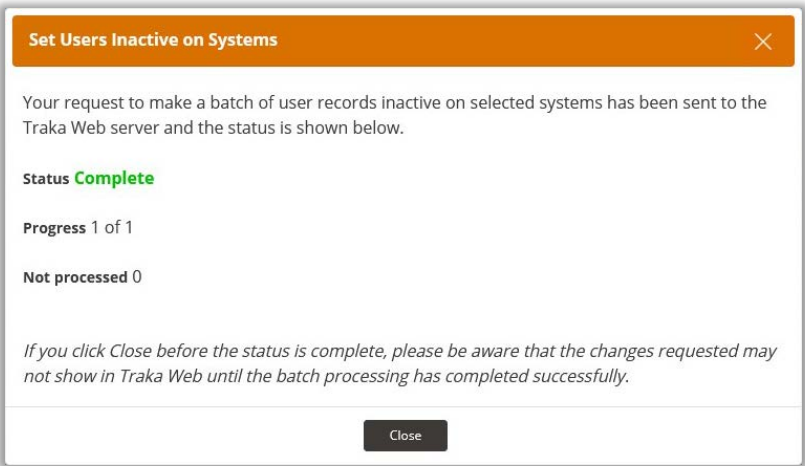 Set Users Inactive on Systems
Your request to make a batch of user records inactive on selected systems has been sent to the
Traka Web server and the status is shown below.
Status Complete
Progress 1 of 1
Not processed 0
If you click Close before the status is complete, please be aware that the changes requested may
not show in Traka Web until the batch processing has completed successfully.
Close